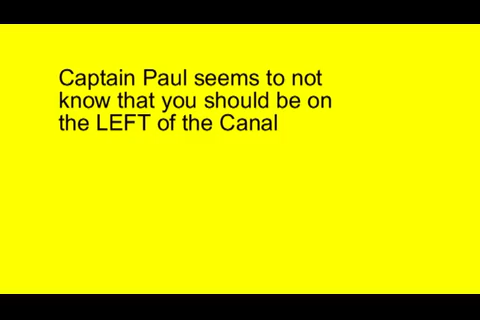 Captain Paul seems to not
know that you should be on
the LEFT of the Canal